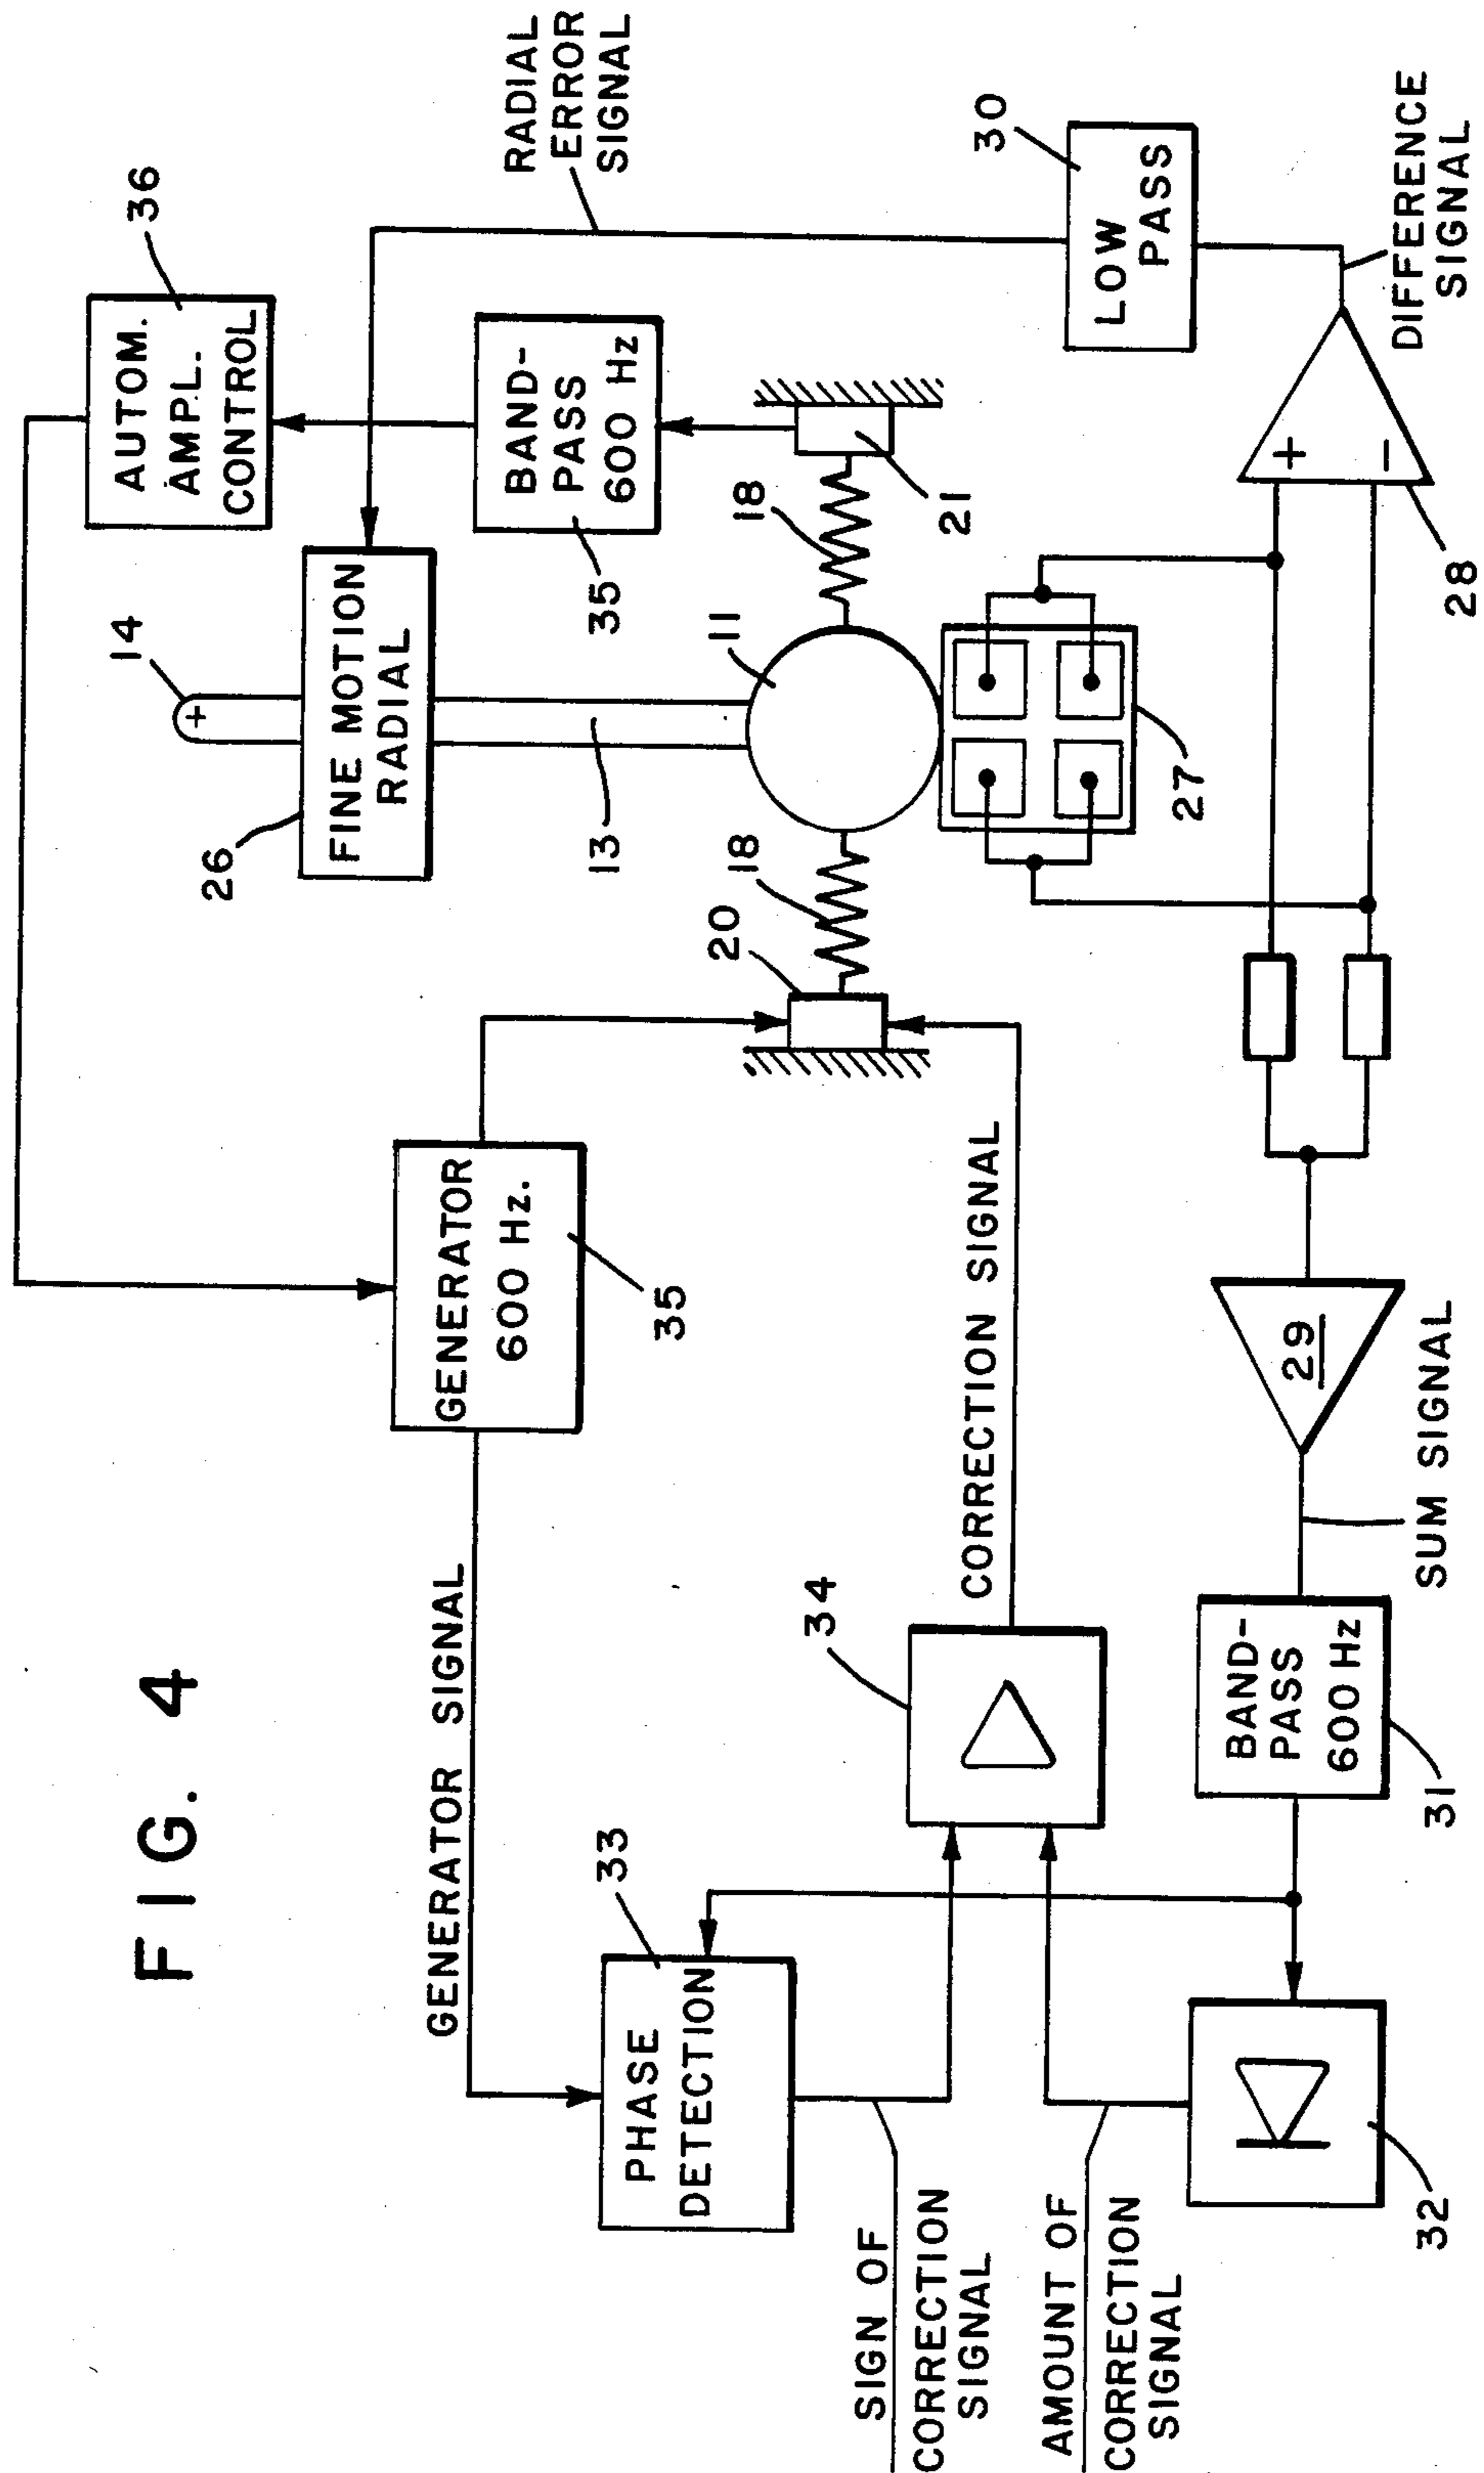 FIG. 4
36
AUTOM.
AMPL.
CONTROL
RADIAL
ERROR
SIGNAL
14
+
26
FINE MOTION
RADIAL
35
BAND-
PASS
600 Hz
GENERATOR
600 Hz.
35
GENERATOR SIGNAL
13
11
18
18
20
21
30
LOW
PASS
27
33
PHASE
DETECTION
34
CORRECTION SIGNAL
SIGN OF
CORRECTION
SIGNAL
AMOUNT OF
CORRECTION
SIGNAL
32
31
BAND-
PASS
600 Hz
29
SUM SIGNAL
+
−
28
DIFFERENCE
SIGNAL